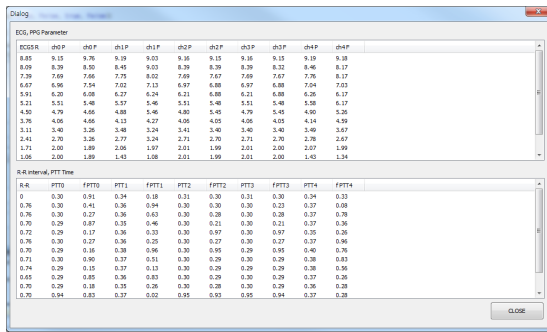 Dialog
ECG, PPG Parameter
ECG5 R ch0 P ch0 F ch1 P ch1 F ch2 P ch2 F ch3 P ch3 F ch4 P ch4 F
8.85 9.15 9.76 9.19 9.03 9.16 9.15 9.16 9.15 9.19 9.18
8.09 8.39 8.50 8.45 9.03 8.39 8.39 8.39 8.32 8.46 8.17
7.39 7.69 7.66 7.75 8.02 7.69 7.67 7.69 7.67 7.76 8.17
6.67 6.96 7.54 7.02 7.13 6.97 6.88 6.97 6.88 7.04 7.03
5.91 6.20 6.08 6.27 6.24 6.21 6.88 6.21 6.88 6.26 6.17
5.21 5.51 5.48 5.57 5.46 5.51 5.48 5.51 5.48 5.58 6.17
4.50 4.79 4.66 4.88 5.46 4.80 5.45 4.79 5.45 4.90 5.26
3.76 4.06 4.66 4.13 4.27 4.06 4.05 4.06 4.05 4.14 4.59
3.11 3.40 3.26 3.48 3.24 3.41 3.40 3.40 3.40 3.49 3.67
2.41 2.70 3.26 2.77 3.24 2.71 2.70 2.71 2.70 2.78 2.67
1.71 2.00 1.89 2.06 1.97 2.01 1.99 2.01 2.00 2.07 1.99
1.06 2.00 1.89 1.43 1.08 2.01 1.99 2.01 2.00 1.43 1.34
R-R interval, PTT Time
R-R PTT0 fPTT0 PTT1 fPTT1 PTT2 fPTT2 PTT3 fPTT3 PTT4 fPTT4
0 0.30 0.91 0.34 0.18 0.31 0.30 0.31 0.30 0.34 0.33
0.76 0.30 0.41 0.36 0.94 0.30 0.30 0.30 0.23 0.37 0.08
0.76 0.30 0.27 0.36 0.63 0.30 0.28 0.30 0.28 0.37 0.78
0.70 0.29 0.87 0.35 0.46 0.30 0.21 0.30 0.21 0.37 0.36
0.72 0.29 0.17 0.36 0.33 0.30 0.97 0.30 0.97 0.35 0.26
0.76 0.30 0.27 0.36 0.25 0.30 0.27 0.30 0.27 0.37 0.96
0.70 0.29 0.16 0.38 0.96 0.30 0.95 0.29 0.95 0.40 0.76
0.71 0.30 0.90 0.37 0.51 0.30 0.29 0.30 0.29 0.38 0.83
0.74 0.29 0.15 0.37 0.13 0.30 0.29 0.29 0.29 0.38 0.56
0.65 0.29 0.85 0.36 0.83 0.30 0.29 0.30 0.29 0.37 0.26
0.70 0.29 0.18 0.35 0.26 0.30 0.28 0.30 0.29 0.36 0.28
0.70 0.94 0.83 0.37 0.02 0.95 0.93 0.95 0.94 0.37 0.28
CLOSE